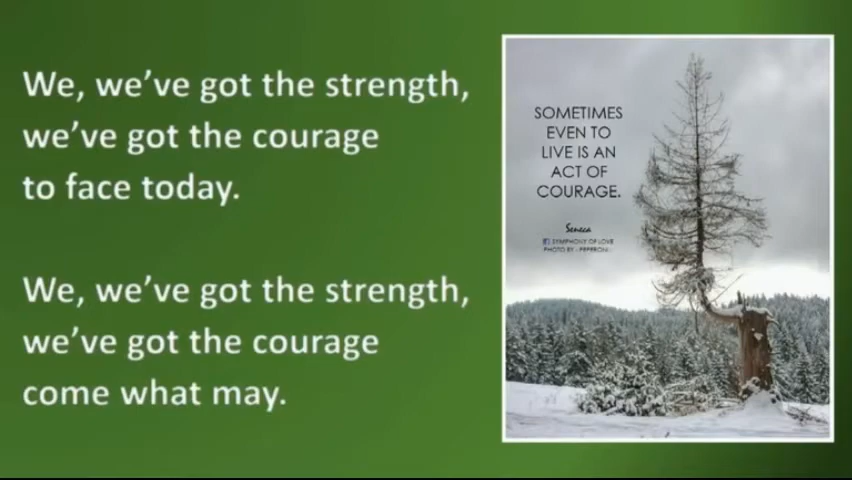 We, we've got the strength,
we've got the courage
to face today.
We, we've got the strength,
we've got the courage
come what may.
SOMETIMES
EVEN TO
LIVE IS AN
ACT OF
COURAGE.
Seneca
SYMPHONY OF LOVE
PHOTO BY: